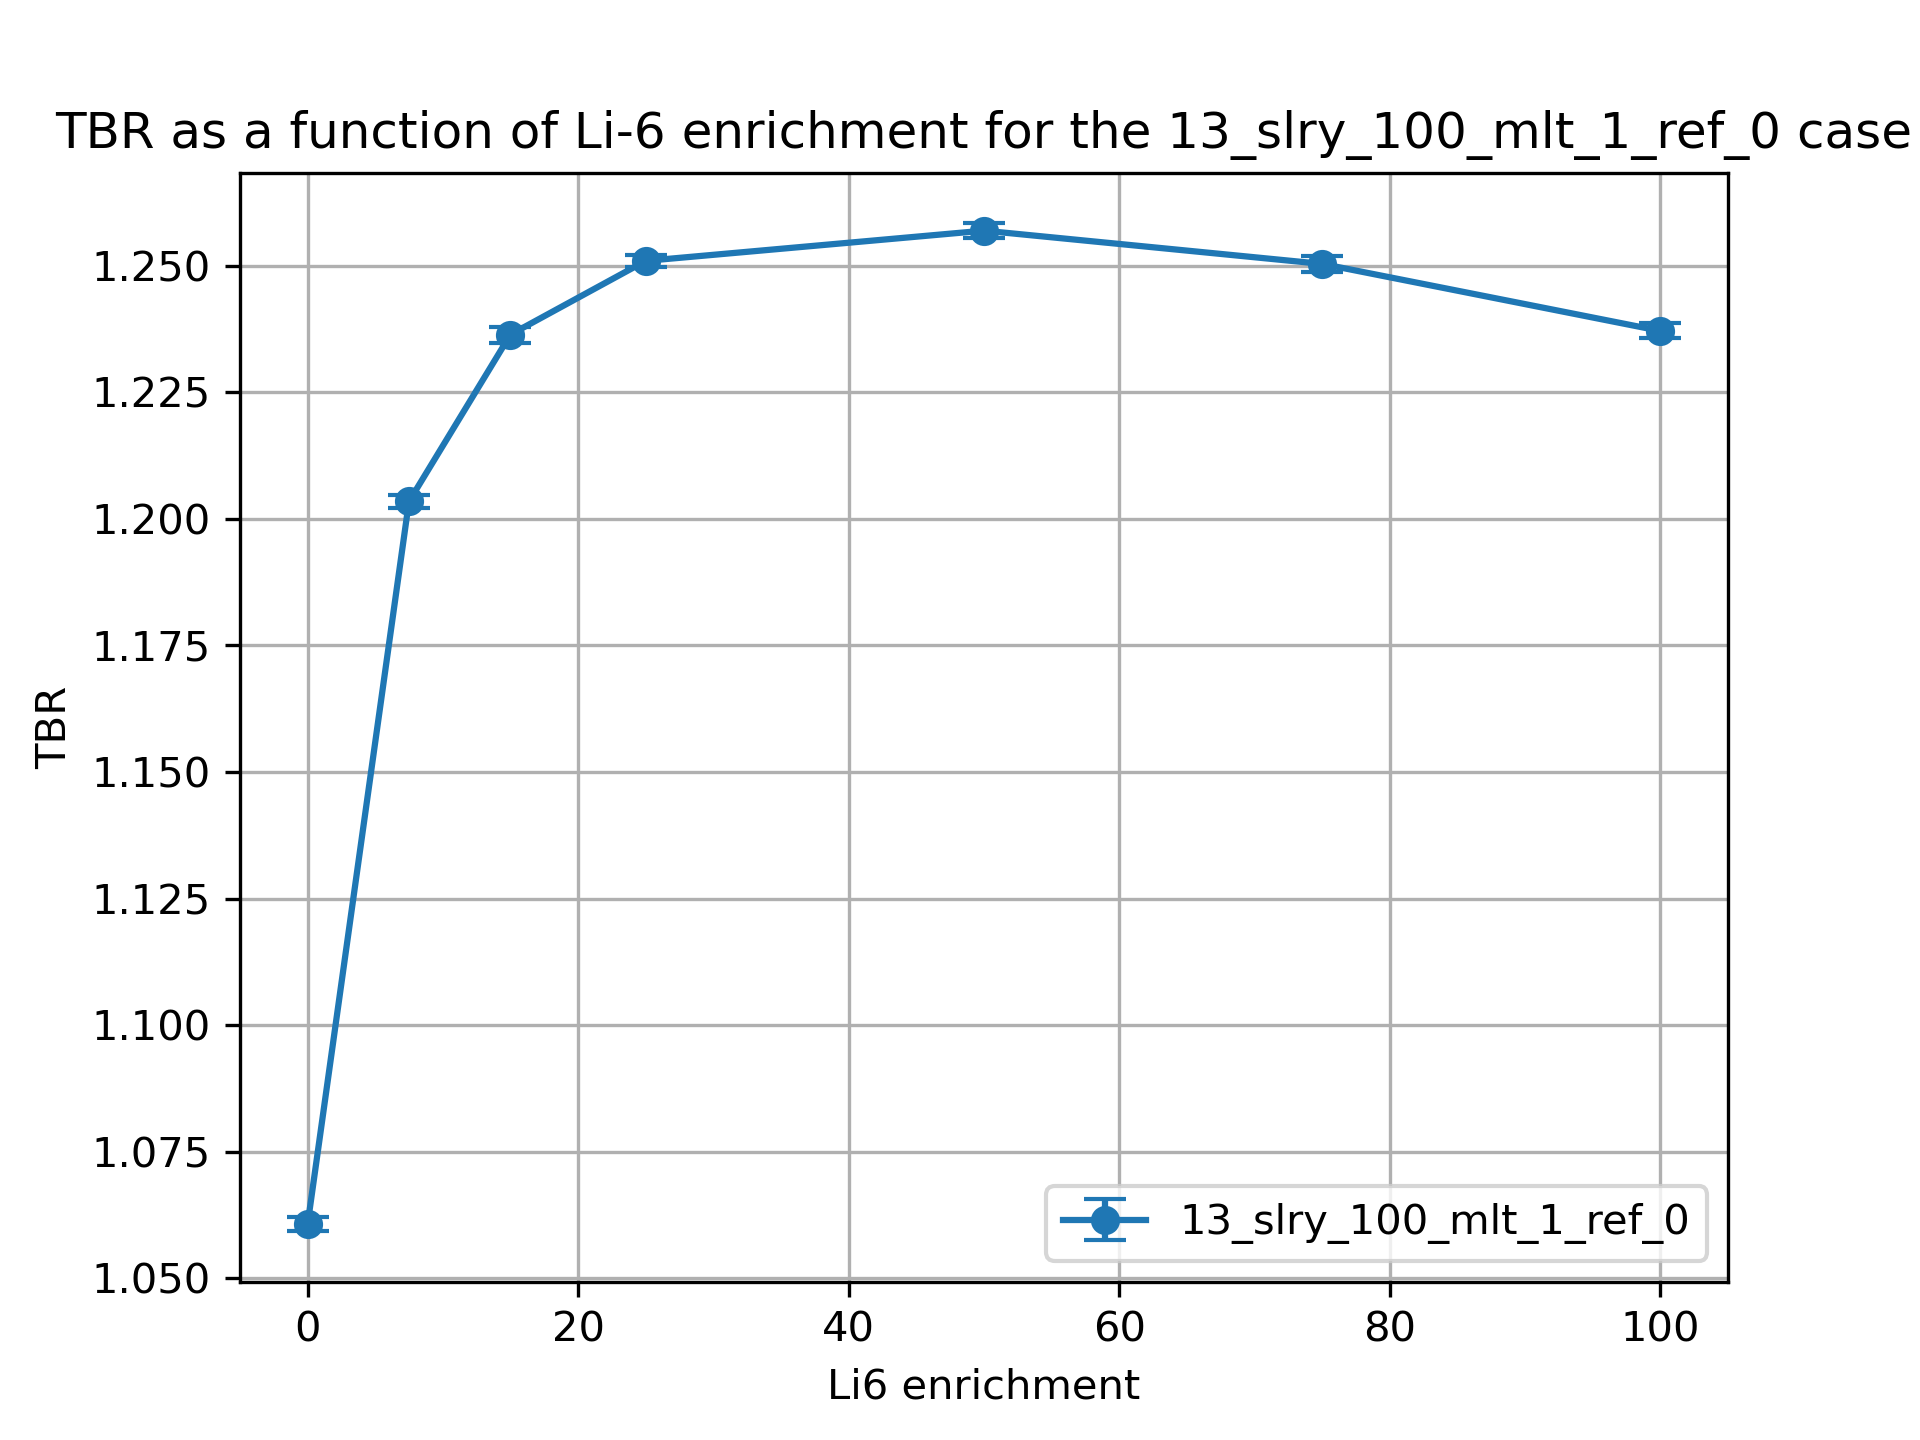 TBR as a function of Li-6 enrichment for the 13_slry_100_mlt_1_ref_0 case
1.250
1.225
1.200
1.175
1.150
1.125
1.100
1.075
1.050
TBR
13_slry_100_mlt_1_ref_0
0 20 40 60 80 100
Li6 enrichment